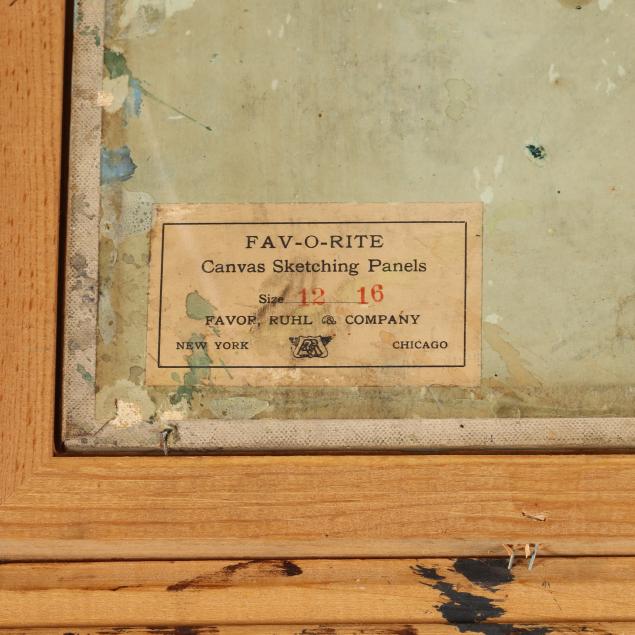 FAV-O-RITE
Canvas Sketching Panels
Size 12 16
FAVOR, RUHL & COMPANY
NEW YORK CHICAGO